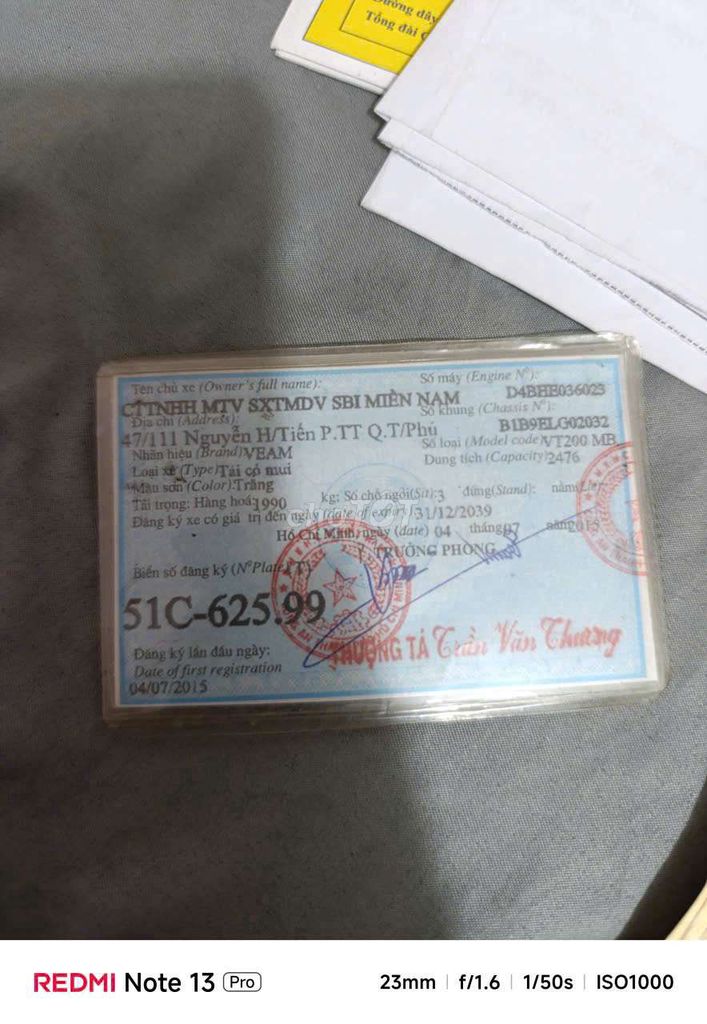 Đường dây
Tổng đài
Tên chủ xe (Owner's full name):
CTTNHH MTV SXTMDV SBI MIỀN NAM
Địa chỉ (Address):
47/111 Nguyễn H/Tiến P.TT Q.T/Phú
Số máy (Engine N°):
D4BHE036023
Số khung (Chassis N°):
B1B9ELG02032
Nhãn hiệu (Brand): VEAM
Số loại (Model code): VT200 MB
Loại xe (Type): Tải có mui
Dung tích (Capacity): 2476
Màu sơn (Color): Trắng
Tải trọng: Hàng hoá: 1990 kg; Số chỗ ngồi (Sit): 3 đứng (Stand): nằm
Đăng ký xe có giá trị đến ngày (date of expiry) 31/12/2039
Hồ Chí Minh, ngày (date) 04 tháng 07 năm 2015
TRƯỞNG PHÒNG
Biển số đăng ký (N° Plate)
51C-625.99
THƯỢNG TÁ Trần Văn Thương
Đăng ký lần đầu ngày:
Date of first registration
04/07/2015
REDMI Note 13 Pro
23mm | f/1.6 | 1/50s | ISO1000